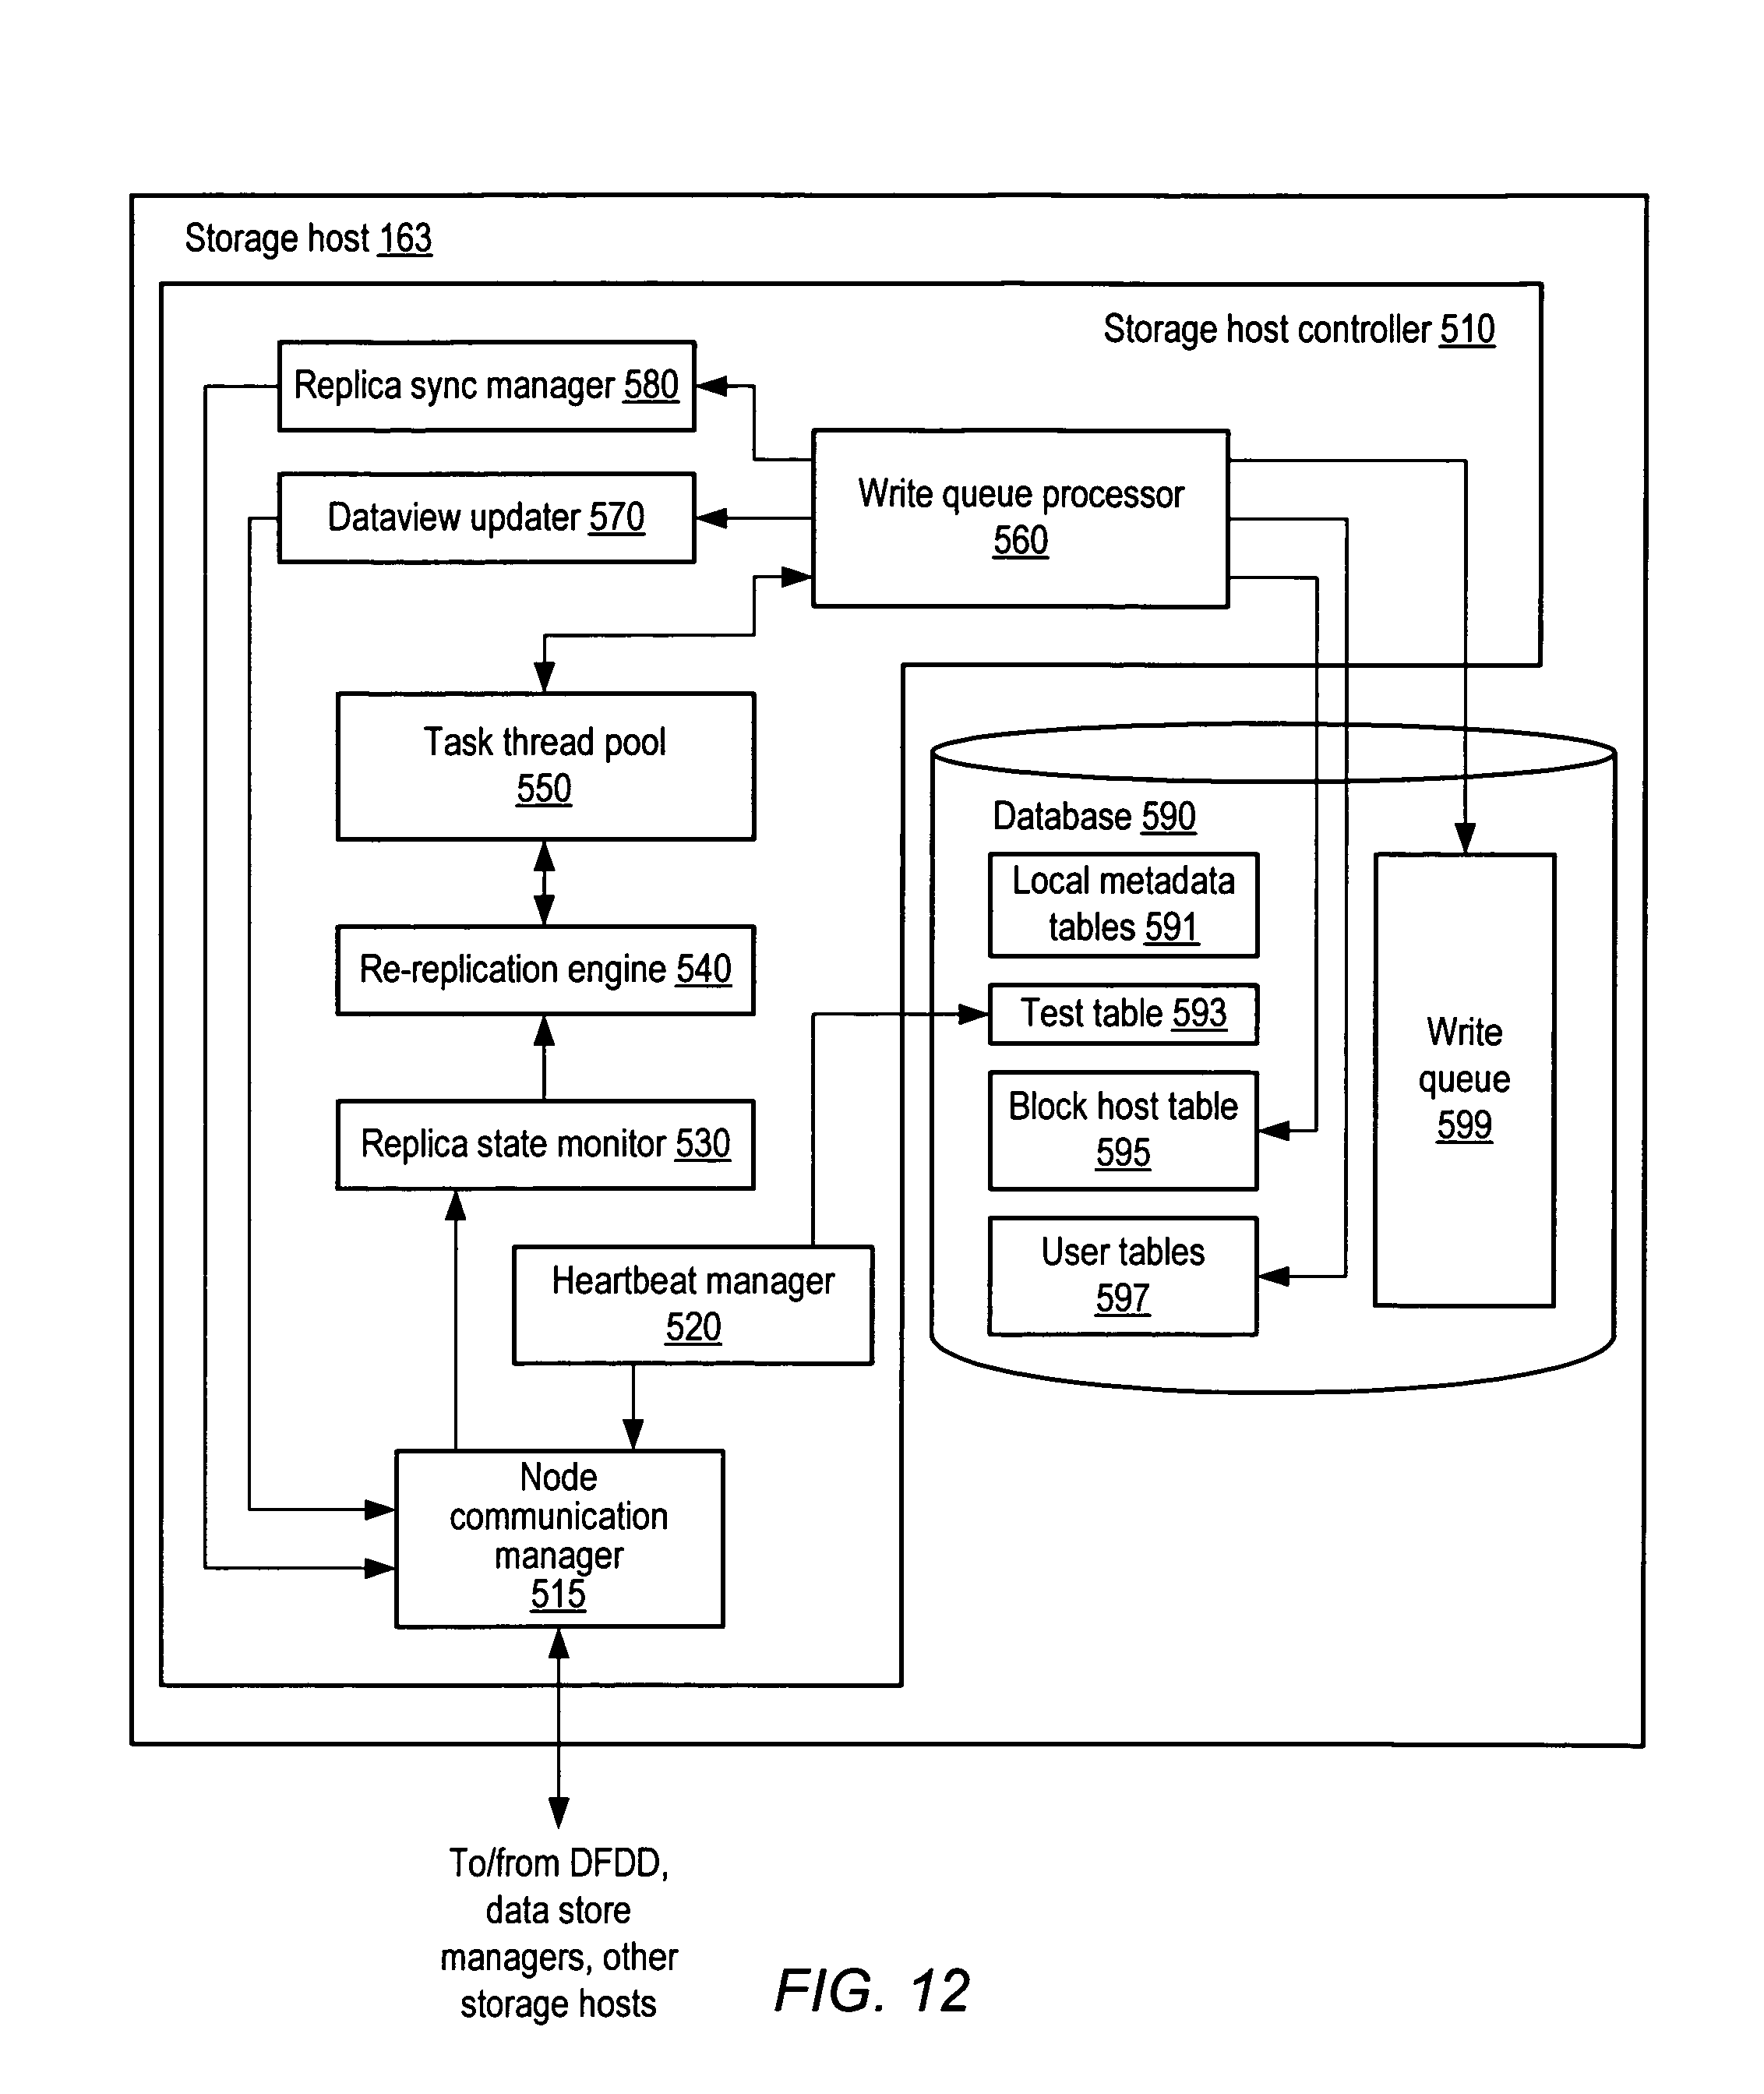 Storage host 163
Storage host controller 510
Replica sync manager 580
Dataview updater 570
Write queue processor
560
Task thread pool
550
Re-replication engine 540
Replica state monitor 530
Heartbeat manager
520
Node
communication
manager
515
Database 590
Local metadata
tables 591
Test table 593
Block host table
595
User tables
597
Write
queue
599
To/from DFDD,
data store
managers, other
storage hosts
FIG. 12